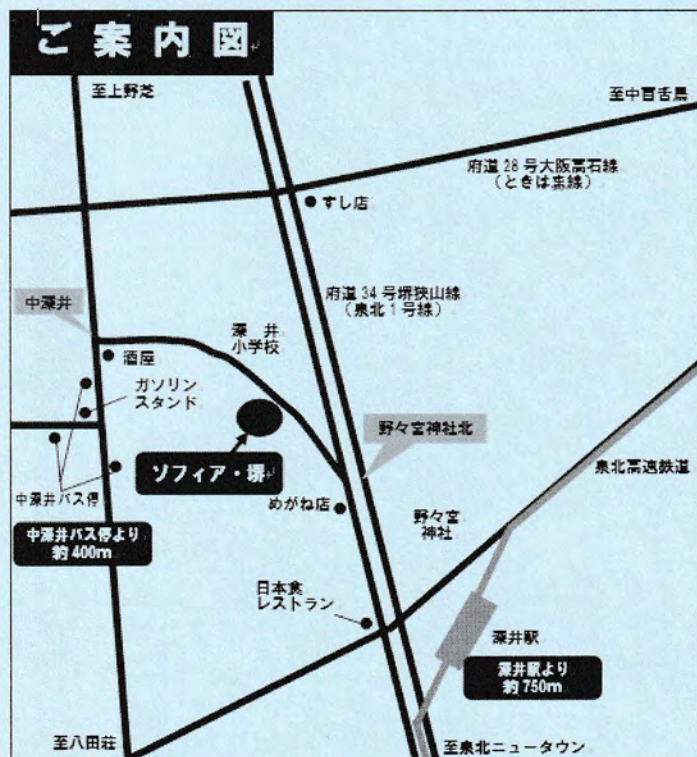 ご案内図
至上野芝
至中百舌鳥
府道28号大阪高石線
（ときはま線）
すし店
府道34号堺狭山線
（泉北1号線）
中深井
深井
小学校
酒屋
ガソリン
スタンド
野々宮神社北
ソフィア・堺
泉北高速鉄道
中深井バス停
めがね店
野々宮
神社
中深井バス停より
約400m
日本食
レストラン
深井駅
深井駅より
約750m
至八田荘
至泉北ニュータウン